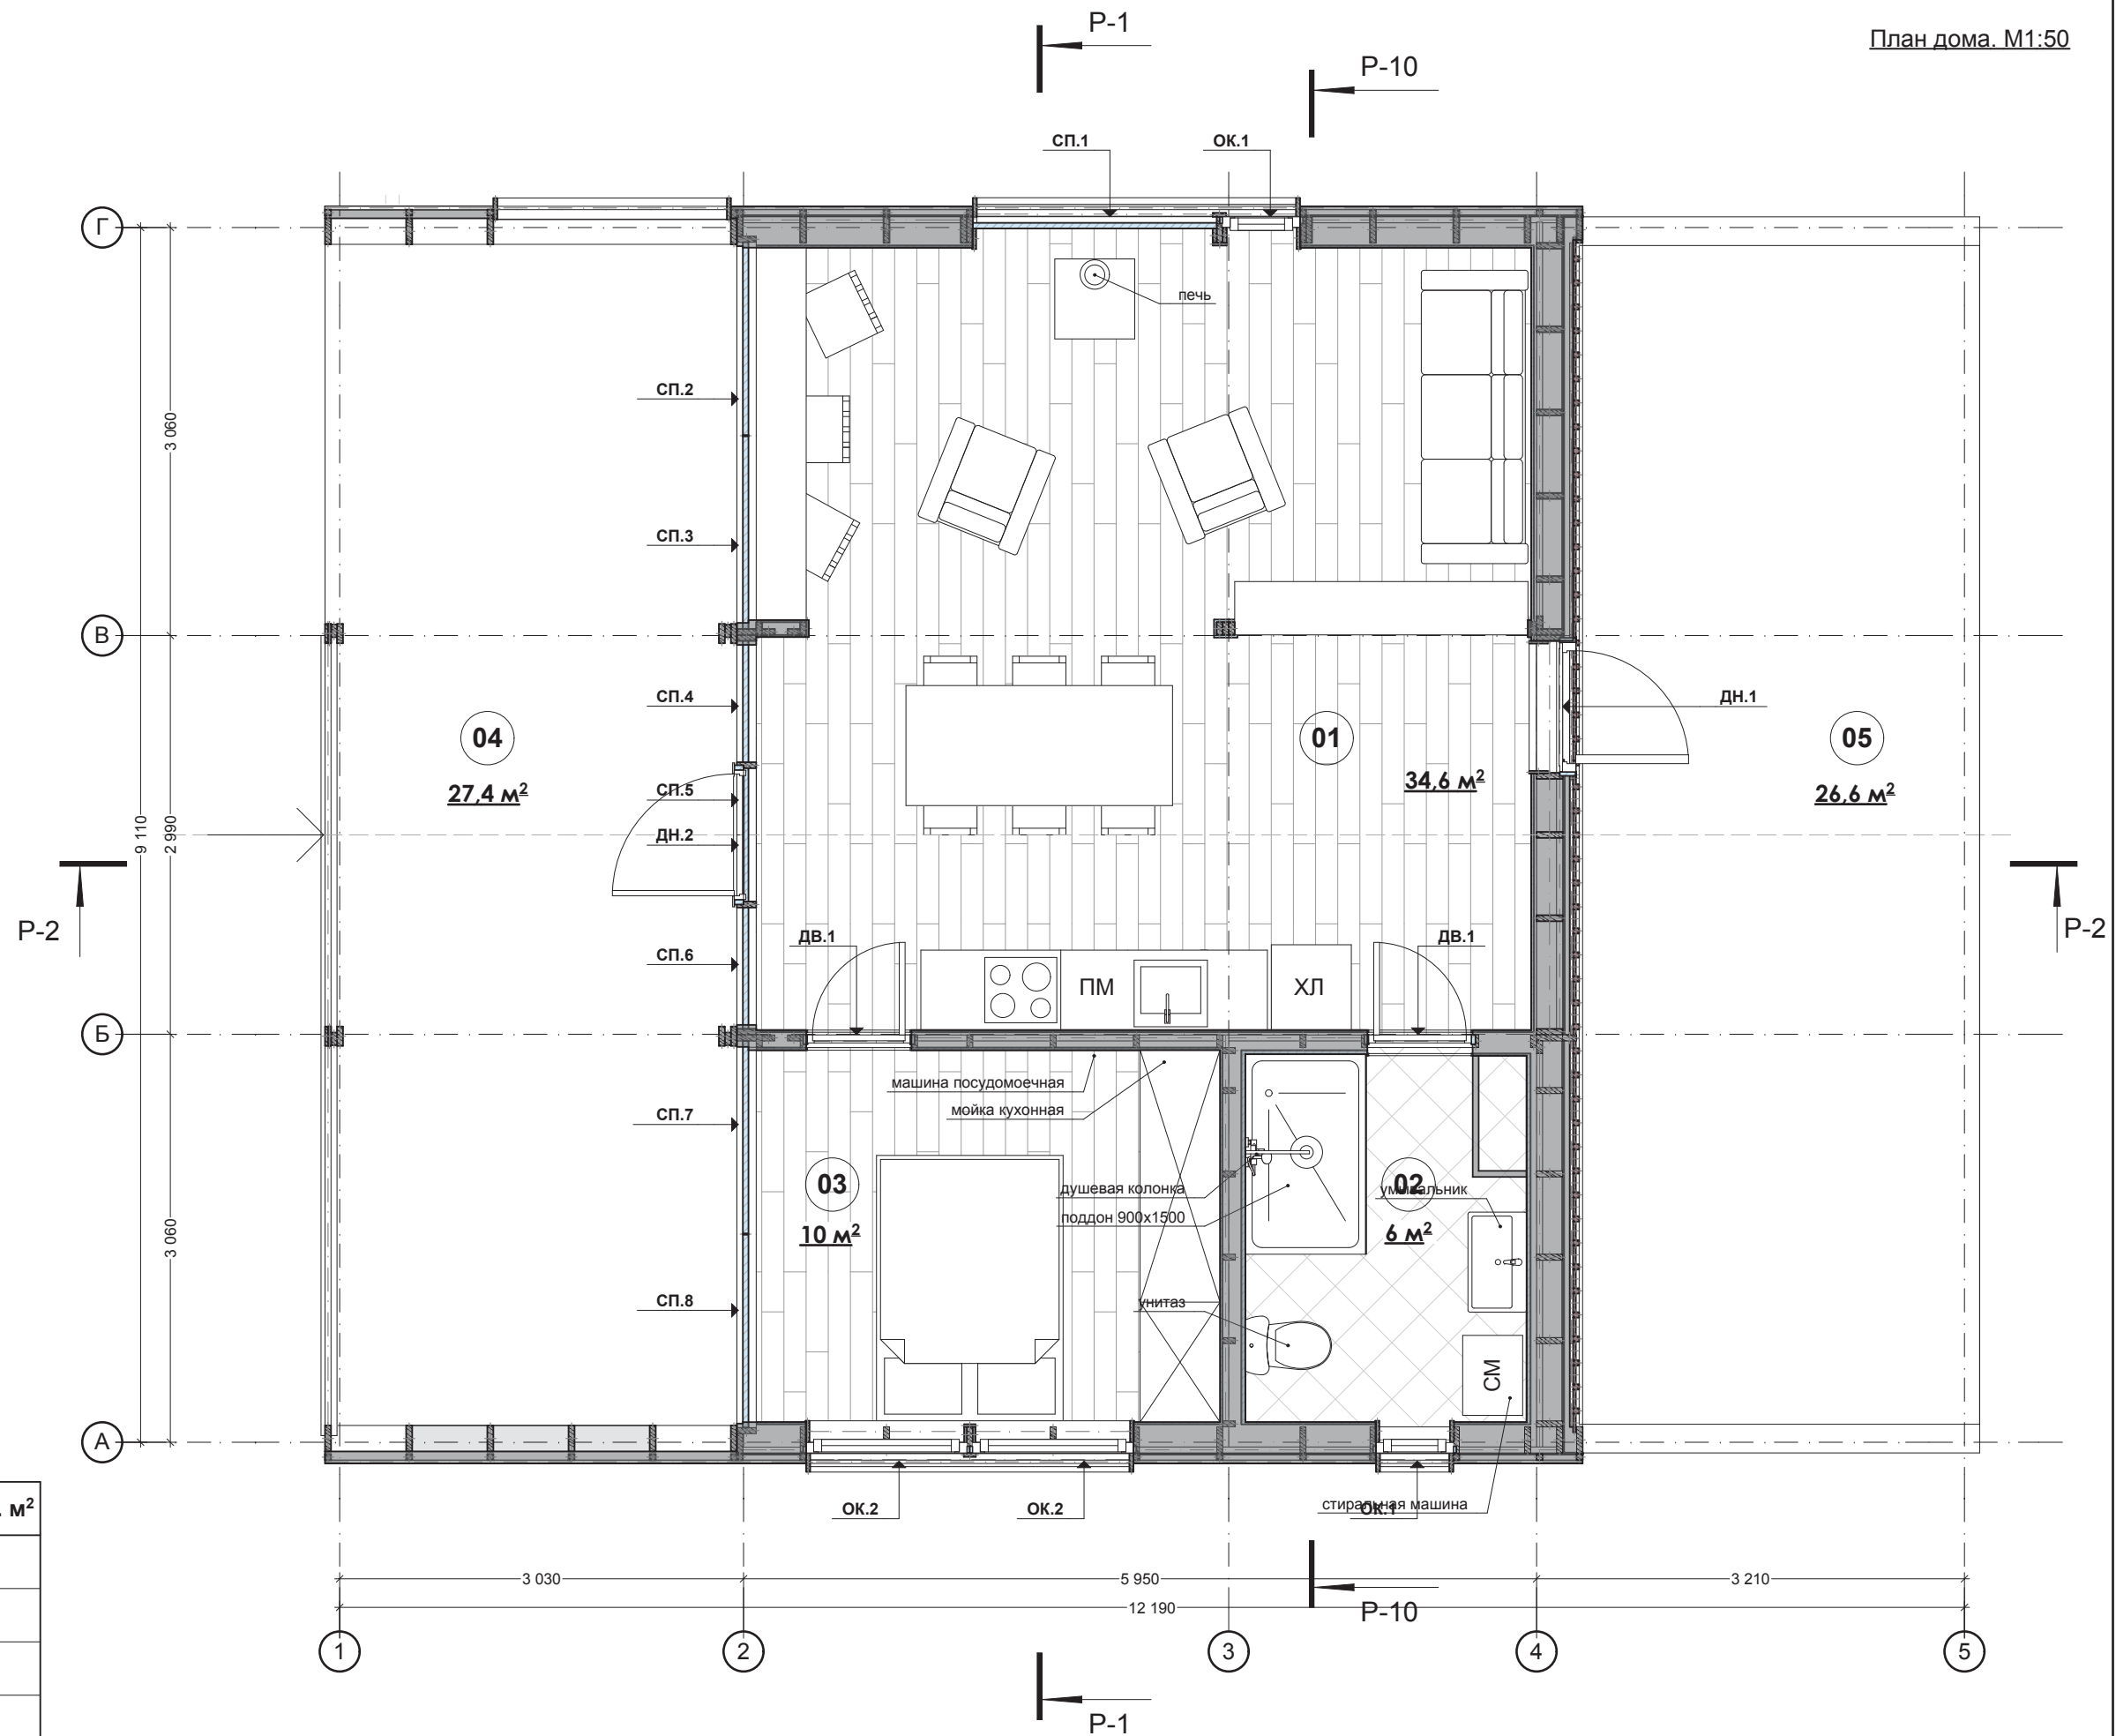 План дома. М1:50
Р-1
Р-10
СП.1
ОК.1
Г
печь
СП.2
3 060
СП.3
В
СП.4
ДН.1
04
01
05
27,4 м²
34,6 м²
26,6 м²
СП.5
ДН.2
9 110
2 990
Р-2
Р-2
ДВ.1
ДВ.1
СП.6
ПМ
ХЛ
Б
машина посудомоечная
мойка кухонная
СП.7
03
02
душевая колонка
умывальник
поддон 900х1500
10 м²
6 м²
3 060
СП.8
унитаз
СМ
А
ОК.2
ОК.2
ОК.1
стиральная машина
. м²
3 030
5 950
3 210
12 190
Р-10
1
2
3
4
5
Р-1